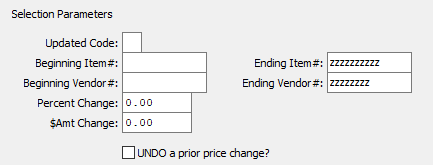 Selection Parameters
Updated Code:
Beginning Item#: Ending Item#: zzzzzzzzzz
Beginning Vendor#: Ending Vendor#: zzzzzzzz
Percent Change: 0.00
$Amt Change: 0.00
UNDO a prior price change?